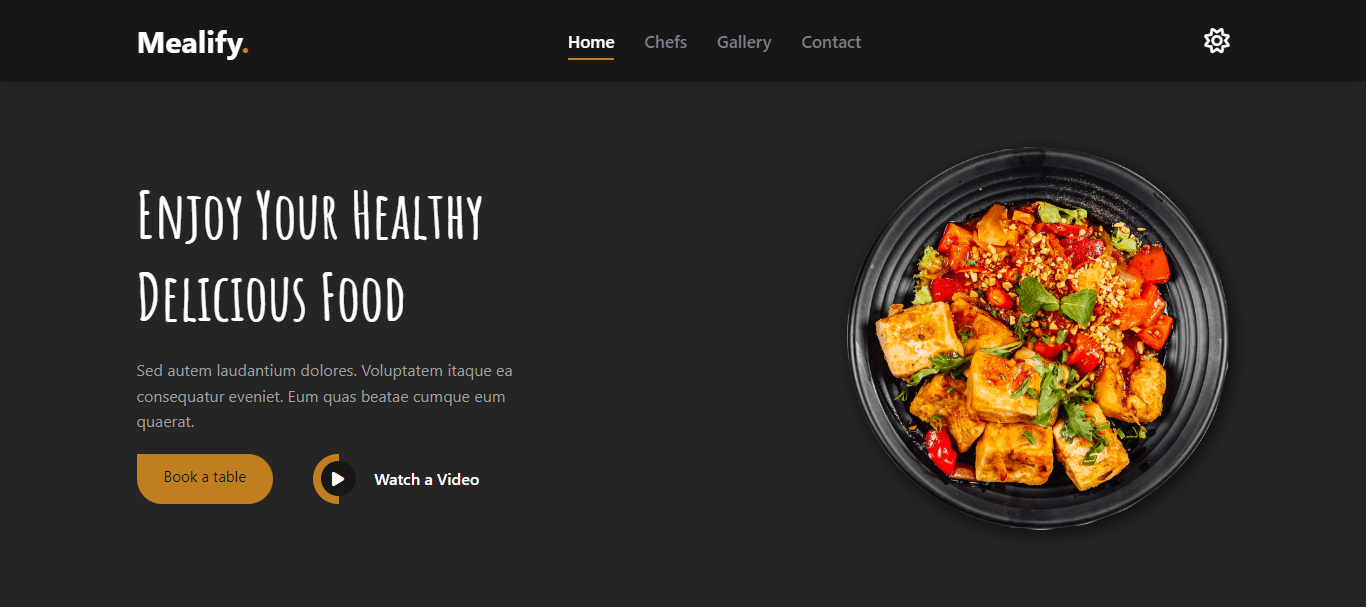 Mealify.
Home Chefs Gallery Contact
Enjoy Your Healthy
Delicious Food
Sed autem laudantium dolores. Voluptatem itaque ea
consequatur eveniet. Eum quas beatae cumque eum
quaerat.
Book a table
Watch a Video